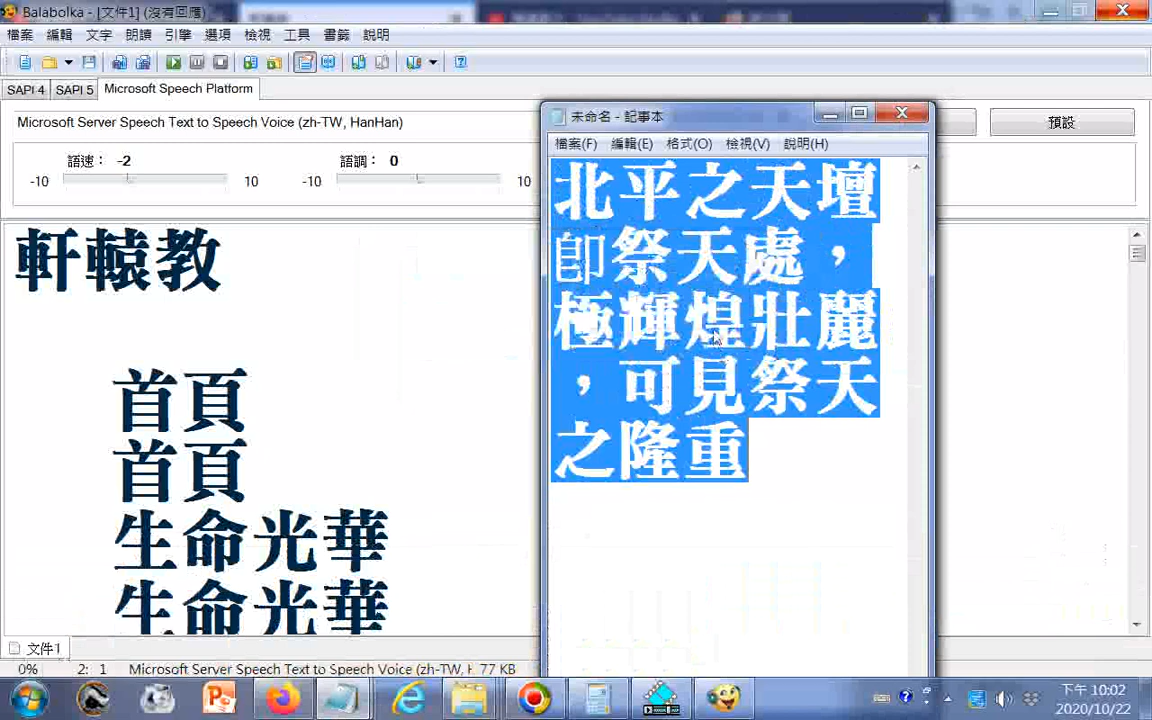 Balabolka - [文件1] (沒有回應)
檔案 編輯 文字 朗讀 引擎 選項 檢視 工具 書籤 說明
SAPI 4 SAPI 5 Microsoft Speech Platform
Microsoft Server Speech Text to Speech Voice (zh-TW, HanHan)
預設
語速： -2 語調： 0
-10 10 -10 10
軒轅教
首頁
首頁
生命光華
生命光華
未命名 - 記事本
檔案(F) 編輯(E) 格式(O) 檢視(V) 說明(H)
北平之天壇
卽祭天處，
極輝煌壯麗
，可見祭天
之隆重
文件1
0% 2: 1 Microsoft Server Speech Text to Speech Voice (zh-TW, H 77 KB
下午 10:02
2020/10/22